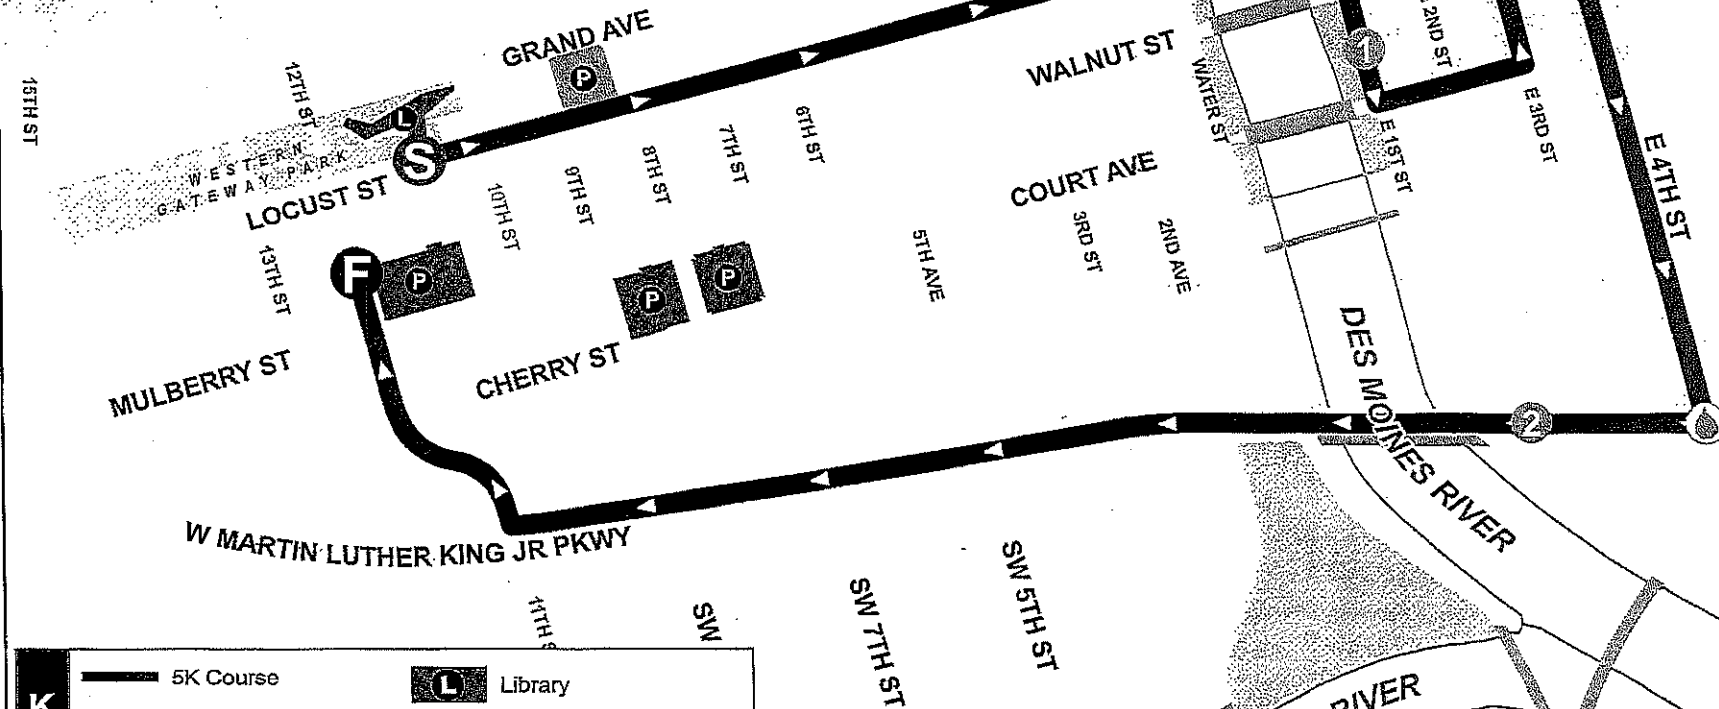 GRAND AVE
P
15TH ST
12TH ST
L
WESTERN
GATEWAY PARK
S
LOCUST ST
WALNUT ST
WATER ST
1
2ND ST
E 3RD ST
E 1ST ST
E 4TH ST
6TH ST
7TH ST
8TH ST
9TH ST
10TH ST
COURT AVE
3RD ST
2ND AVE
5TH AVE
13TH ST
F
P
P
P
MULBERRY ST
CHERRY ST
DES MOINES RIVER
2
W MARTIN LUTHER KING JR PKWY
11TH S
SW
SW 7TH ST
SW 5TH ST
RIVER
K
5K Course
L
Library